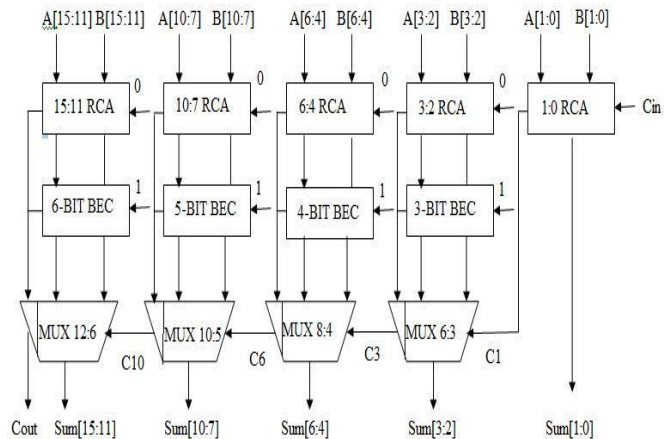 A[15:11] B[15:11] A[10:7] B[10:7] A[6:4] B[6:4] A[3:2] B[3:2] A[1:0] B[1:0]
0 0 0 0
15:11 RCA 10:7 RCA 6:4 RCA 3:2 RCA 1:0 RCA Cin
1 1 1 1
6-BIT BEC 5-BIT BEC 4-BIT BEC 3-BIT BEC
MUX 12:6 MUX 10:5 MUX 8:4 MUX 6:3
C10 C6 C3 C1
Cout Sum[15:11] Sum[10:7] Sum[6:4] Sum[3:2] Sum[1:0]